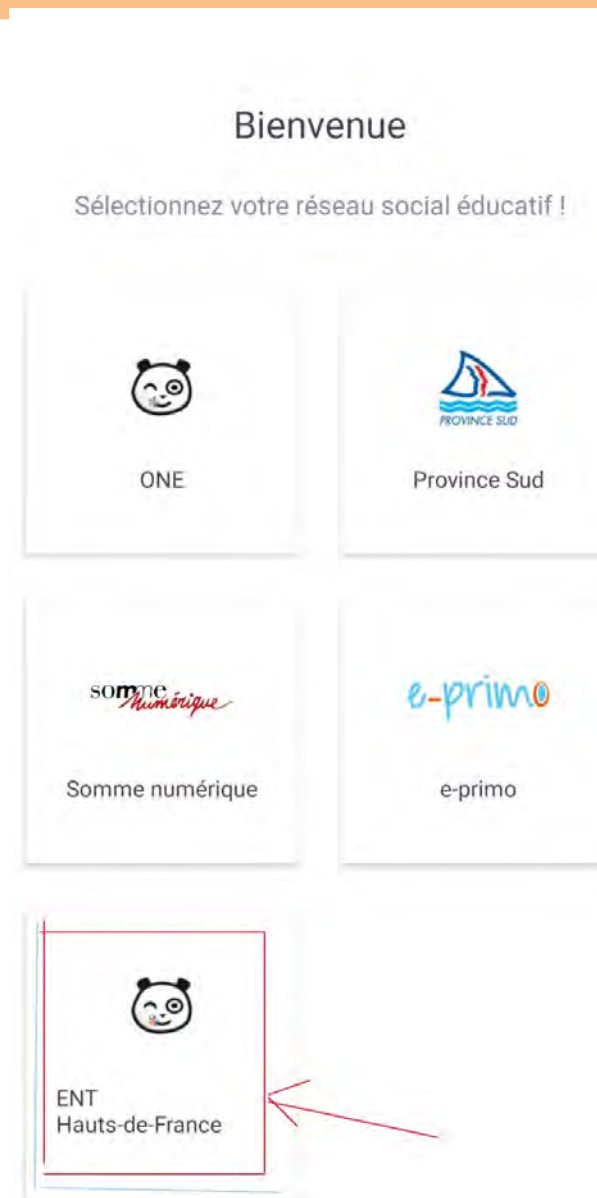 Bienvenue
Sélectionnez votre réseau social éducatif !
PROVINCE SUD
ONE
Province Sud
somme
numérique
e-primo
Somme numérique
e-primo
ENT
Hauts-de-France